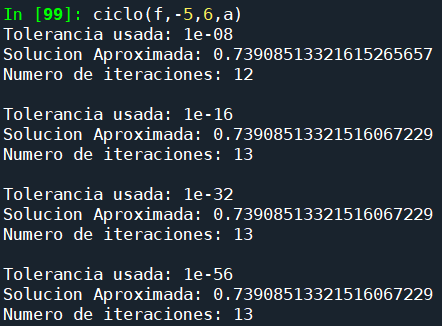 In [99]: ciclo(f,-5,6,a)
Tolerancia usada: 1e-08
Solucion Aproximada: 0.73908513321615265657
Numero de iteraciones: 12
Tolerancia usada: 1e-16
Solucion Aproximada: 0.73908513321516067229
Numero de iteraciones: 13
Tolerancia usada: 1e-32
Solucion Aproximada: 0.73908513321516067229
Numero de iteraciones: 13
Tolerancia usada: 1e-56
Solucion Aproximada: 0.73908513321516067229
Numero de iteraciones: 13